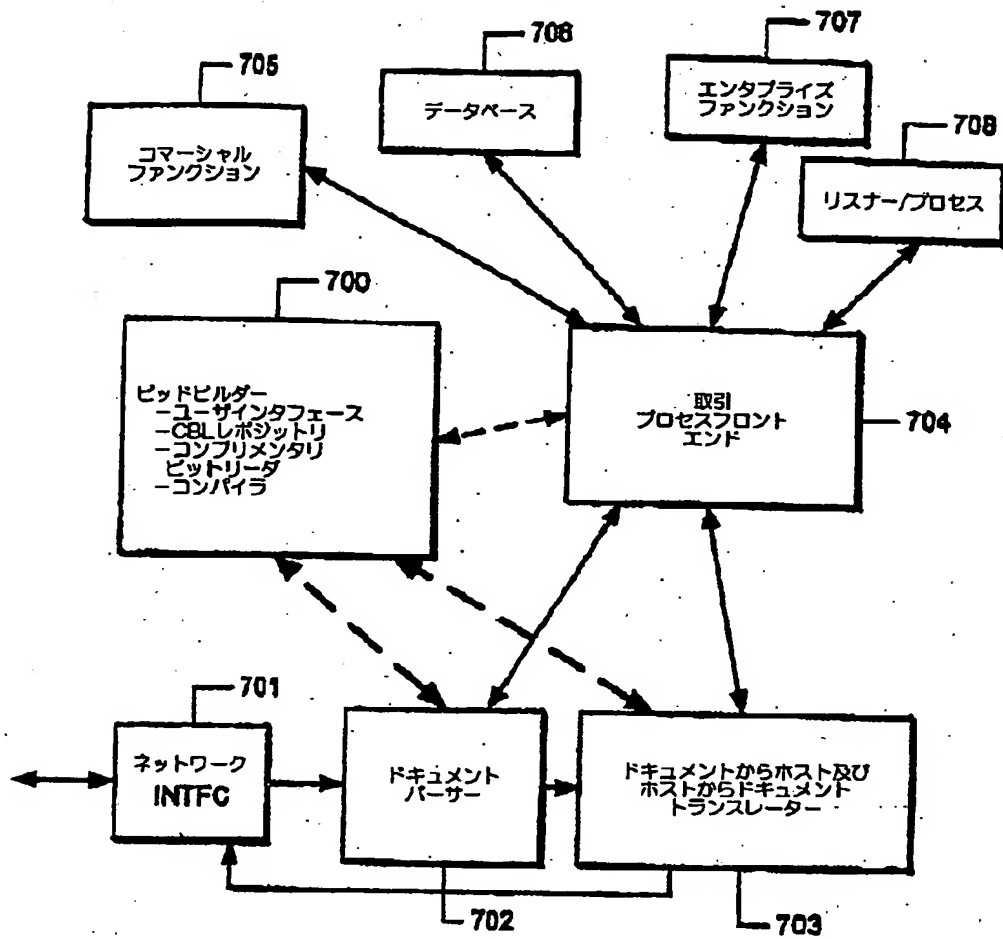 706
707
705
データベース
エンタプライズ
ファンクション
708
コマーシャル
ファンクション
リスナー/プロセス
700
ビッドビルダー
-ユーザインタフェース
-CBLレポジットリ
-コンプリメンタリ
ビットリーダ
-コンパイラ
取引
プロセスフロント
エンド
704
701
ネットワーク
INTFC
ドキュメント
パーサー
ドキュメントからホスト及び
ホストからドキュメント
トランスレーター
702
703